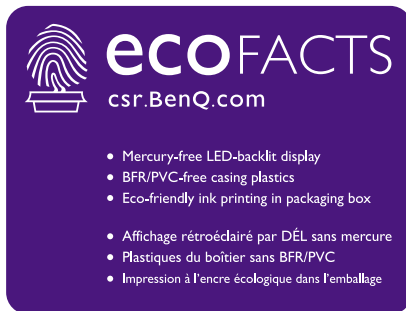 ecoFACTS
csr.BenQ.com
• Mercury-free LED-backlit display
• BFR/PVC-free casing plastics
• Eco-friendly ink printing in packaging box
• Affichage rétroéclairé par DÉL sans mercure
• Plastiques du boîtier sans BFR/PVC
• Impression à l'encre écologique dans l'emballage